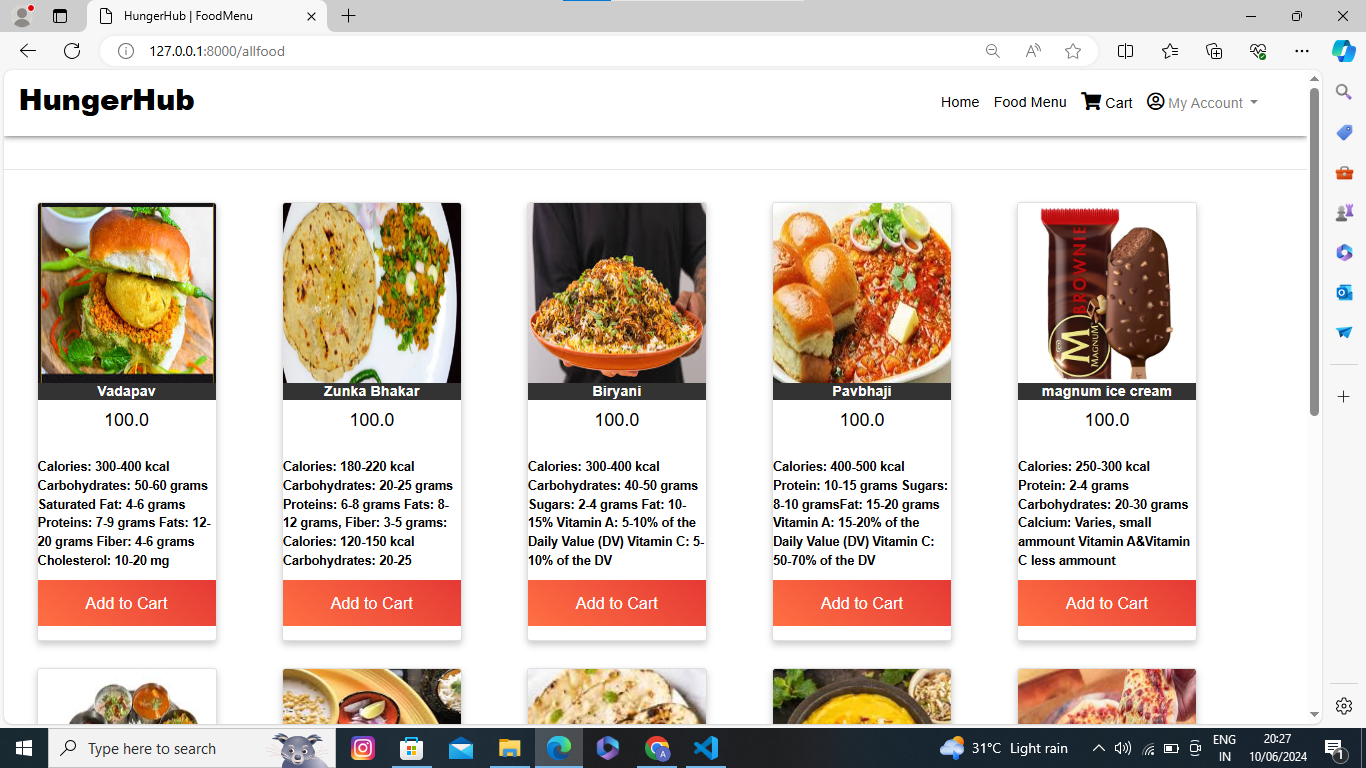 HungerHub | FoodMenu
127.0.0.1:8000/allfood
HungerHub
Home Food Menu Cart My Account
Vadapav
100.0
Calories: 300-400 kcal
Carbohydrates: 50-60 grams
Saturated Fat: 4-6 grams
Proteins: 7-9 grams Fats: 12-
20 grams Fiber: 4-6 grams
Cholesterol: 10-20 mg
Add to Cart
Zunka Bhakar
100.0
Calories: 180-220 kcal
Carbohydrates: 20-25 grams
Proteins: 6-8 grams Fats: 8-
12 grams, Fiber: 3-5 grams:
Calories: 120-150 kcal
Carbohydrates: 20-25
Add to Cart
Biryani
100.0
Calories: 300-400 kcal
Carbohydrates: 40-50 grams
Sugars: 2-4 grams Fat: 10-
15% Vitamin A: 5-10% of the
Daily Value (DV) Vitamin C: 5-
10% of the DV
Add to Cart
Pavbhaji
100.0
Calories: 400-500 kcal
Protein: 10-15 grams Sugars:
8-10 gramsFat: 15-20 grams
Vitamin A: 15-20% of the
Daily Value (DV) Vitamin C:
50-70% of the DV
Add to Cart
BROWNIE
M
MAGNUM
magnum ice cream
100.0
Calories: 250-300 kcal
Protein: 2-4 grams
Carbohydrates: 20-30 grams
Calcium: Varies, small
ammount Vitamin A&Vitamin
C less ammount
Add to Cart
Type here to search
31°C Light rain
ENG
IN
20:27
10/06/2024
1